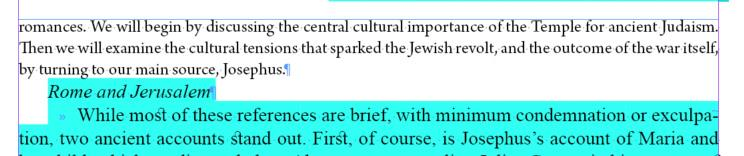 romances. We will begin by discussing the central cultural importance of the Temple for ancient Judaism.
Then we will examine the cultural tensions that sparked the Jewish revolt, and the outcome of the war itself,
by turning to our main source, Josephus.¶
Rome and Jerusalem¶
» While most of these references are brief, with minimum condemnation or exculpa-
tion, two ancient accounts stand out. First, of course, is Josephus’s account of Maria and